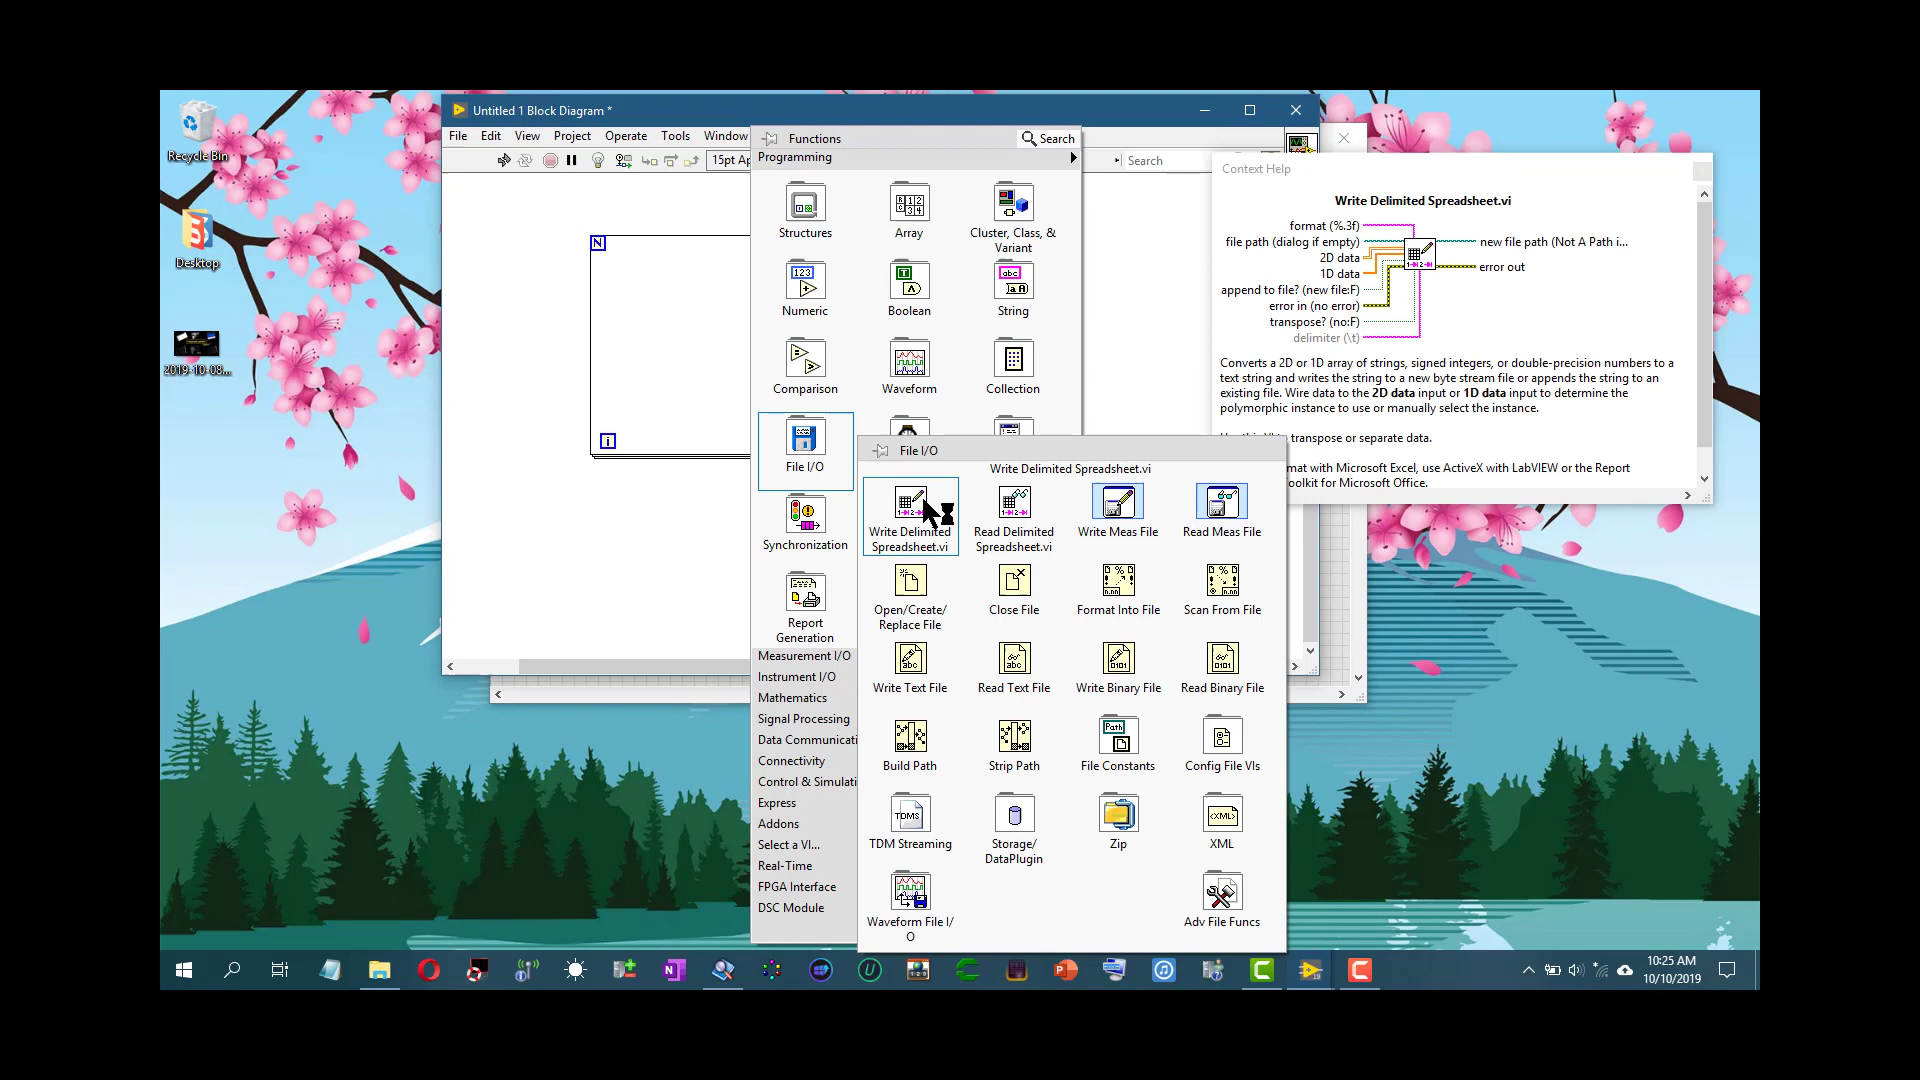 Recycle Bin
Desktop
2019-10-08...
Untitled 1 Block Diagram *
File Edit View Project Operate Tools Window
15pt Ap
Search
N
i
Functions
Search
Programming
Structures
Array
Cluster, Class, &
Variant
Numeric
Boolean
String
Comparison
Waveform
Collection
File I/O
Synchronization
Report
Generation
Measurement I/O
Instrument I/O
Mathematics
Signal Processing
Data Communicati
Connectivity
Control & Simulati
Express
Addons
Select a VI...
Real-Time
FPGA Interface
DSC Module
File I/O
Write Delimited Spreadsheet.vi
Write Delimited
Spreadsheet.vi
Read Delimited
Spreadsheet.vi
Write Meas File
Read Meas File
Open/Create/
Replace File
Close File
Format Into File
Scan From File
Write Text File
Read Text File
Write Binary File
Read Binary File
Build Path
Strip Path
File Constants
Config File VIs
TDM Streaming
Storage/
DataPlugin
Zip
XML
Waveform File I/
O
Adv File Funcs
Context Help
Write Delimited Spreadsheet.vi
format (%.3f)
file path (dialog if empty)
2D data
1D data
append to file? (new file:F)
error in (no error)
transpose? (no:F)
delimiter (\t)
new file path (Not A Path i...
error out
Converts a 2D or 1D array of strings, signed integers, or double-precision numbers to a
text string and writes the string to a new byte stream file or appends the string to an
existing file. Wire data to the 2D data input or 1D data input to determine the
polymorphic instance to use or manually select the instance.
transpose or separate data.
mat with Microsoft Excel, use ActiveX with LabVIEW or the Report
oolkit for Microsoft Office.
10:25 AM
10/10/2019